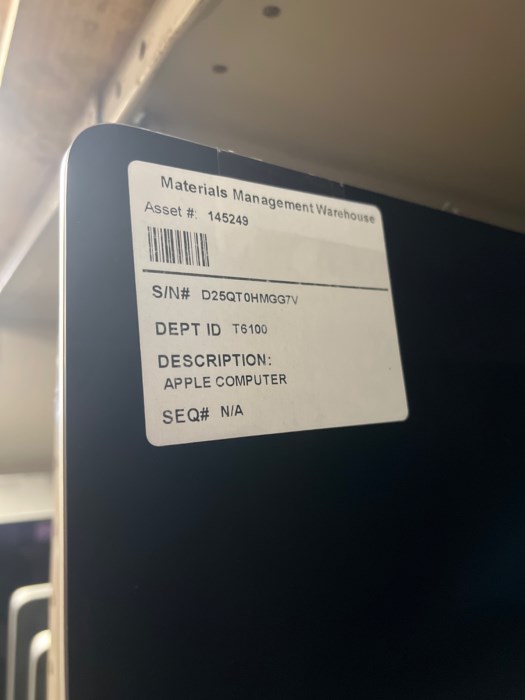 Materials Management Warehouse
Asset #: 145249
S/N# D25QT0HMGG7V
DEPT ID T6100
DESCRIPTION:
APPLE COMPUTER
SEQ# N/A